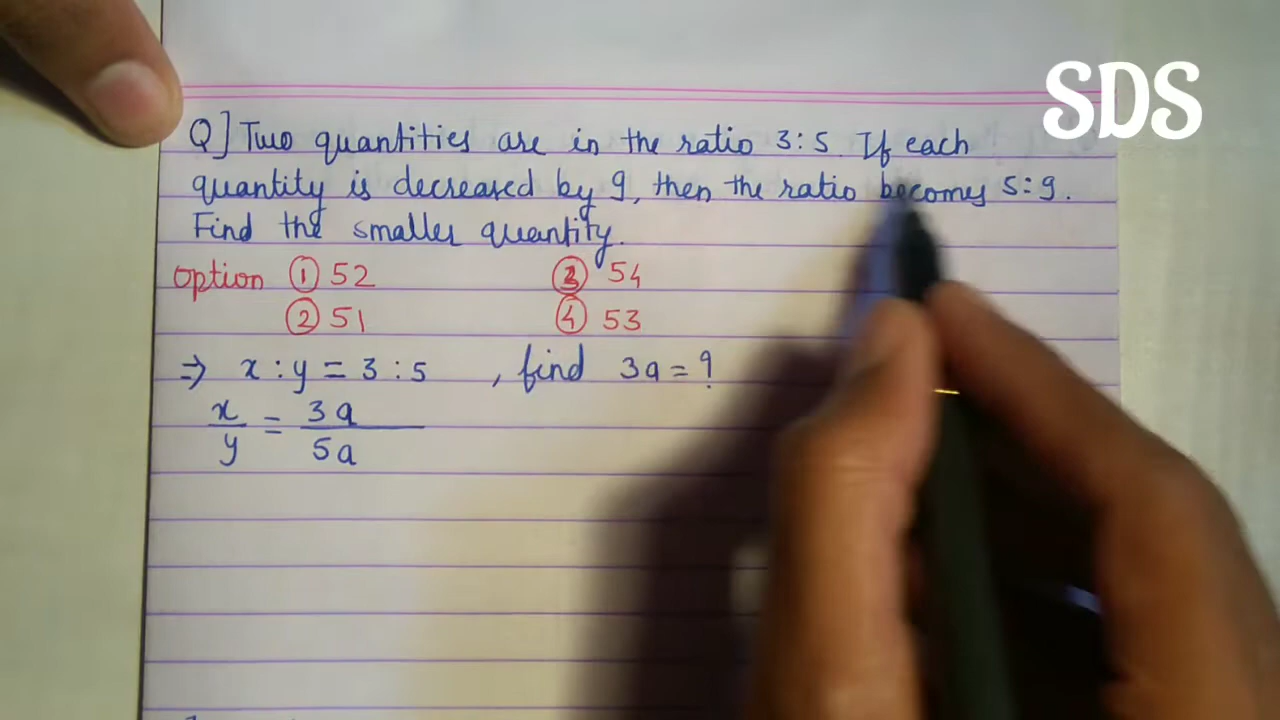 SDS
Q] Two quantities are in the ratio 3:5. If each
quantity is decreased by 9, then the ratio becomes 5:9.
Find the smaller quantity.
option ① 52 ③ 54
② 51 ④ 53
⇒ x : y = 3 : 5 , find 3a = ?
x/y = 3a/5a